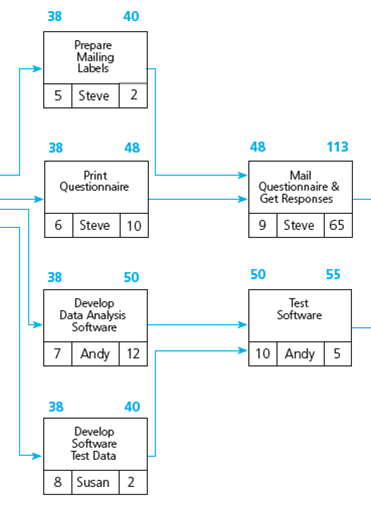 38 40
Prepare
Mailing
Labels
5 Steve 2
38 48
Print
Questionnaire
6 Steve 10
48 113
Mail
Questionnaire &
Get Responses
9 Steve 65
38 50
Develop
Data Analysis
Software
7 Andy 12
50 55
Test
Software
10 Andy 5
38 40
Develop
Software
Test Data
8 Susan 2